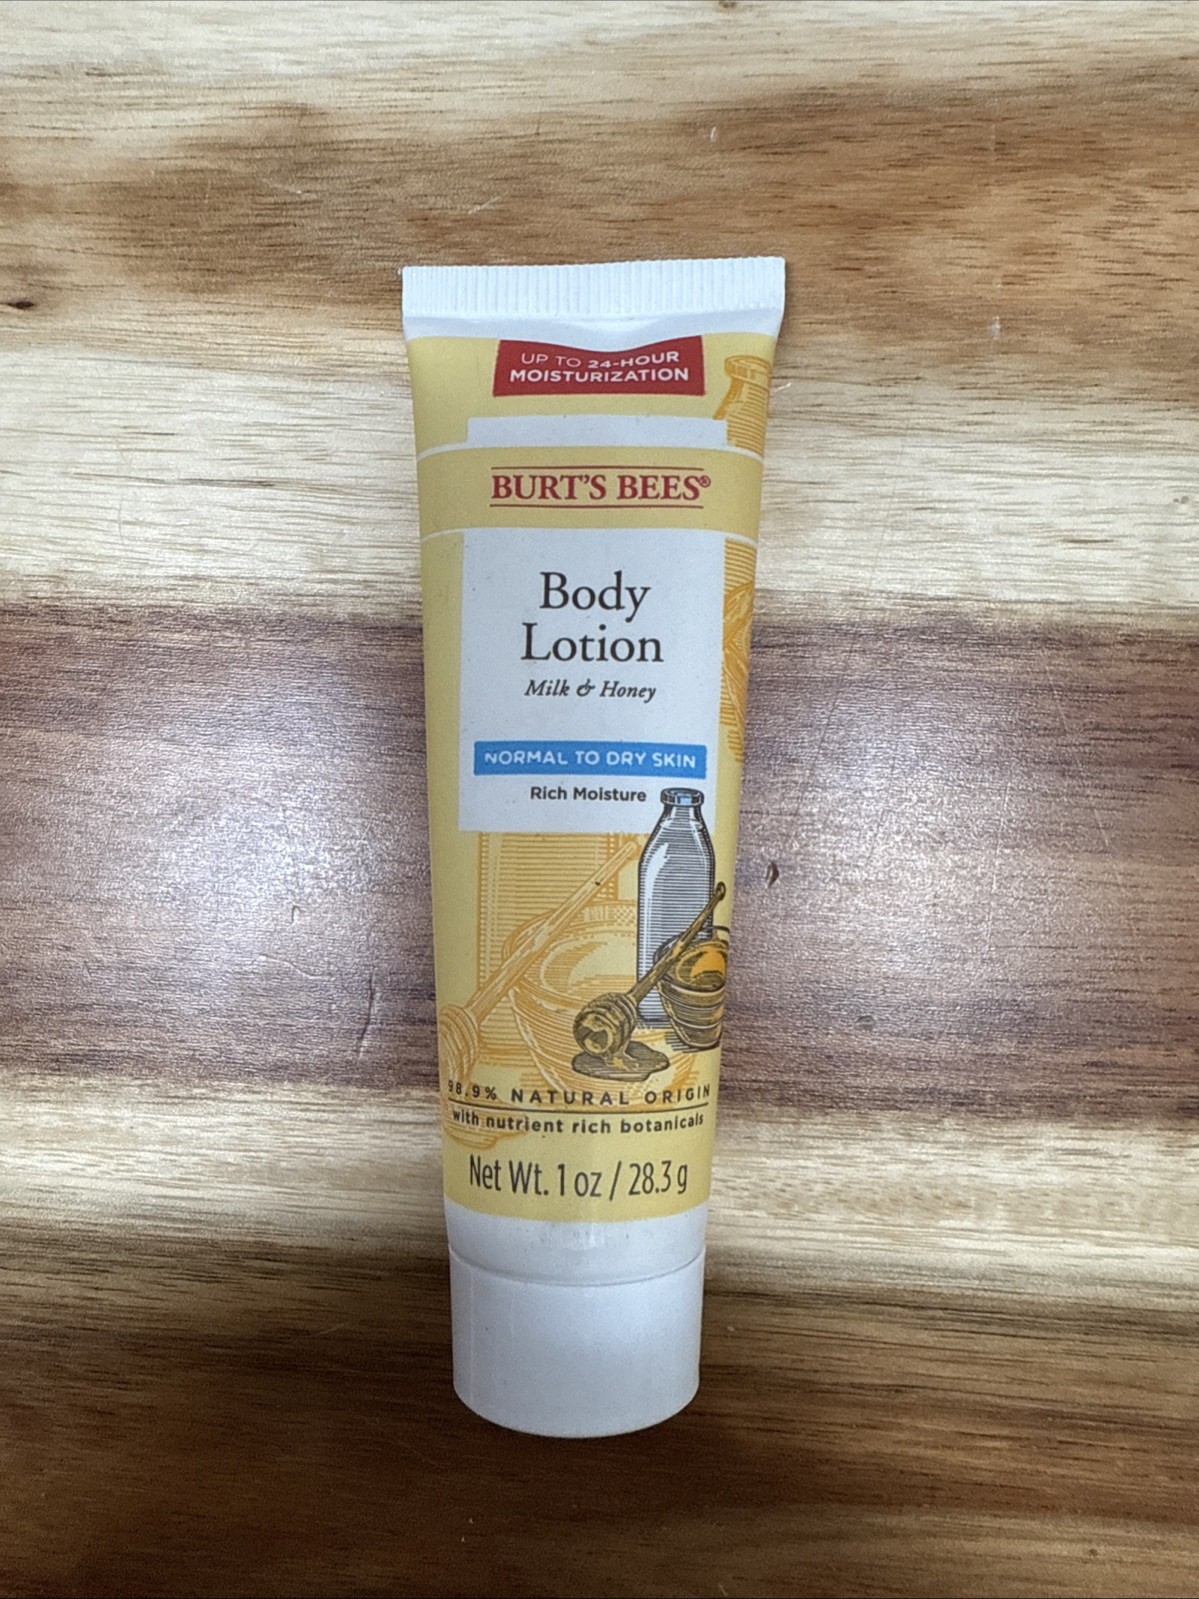 UP TO 24-HOUR
MOISTURIZATION
BURT'S BEES®
Body
Lotion
Milk & Honey
NORMAL TO DRY SKIN
Rich Moisture
98.9% NATURAL ORIGIN
with nutrient rich botanicals
Net Wt. 1 oz / 28.3 g